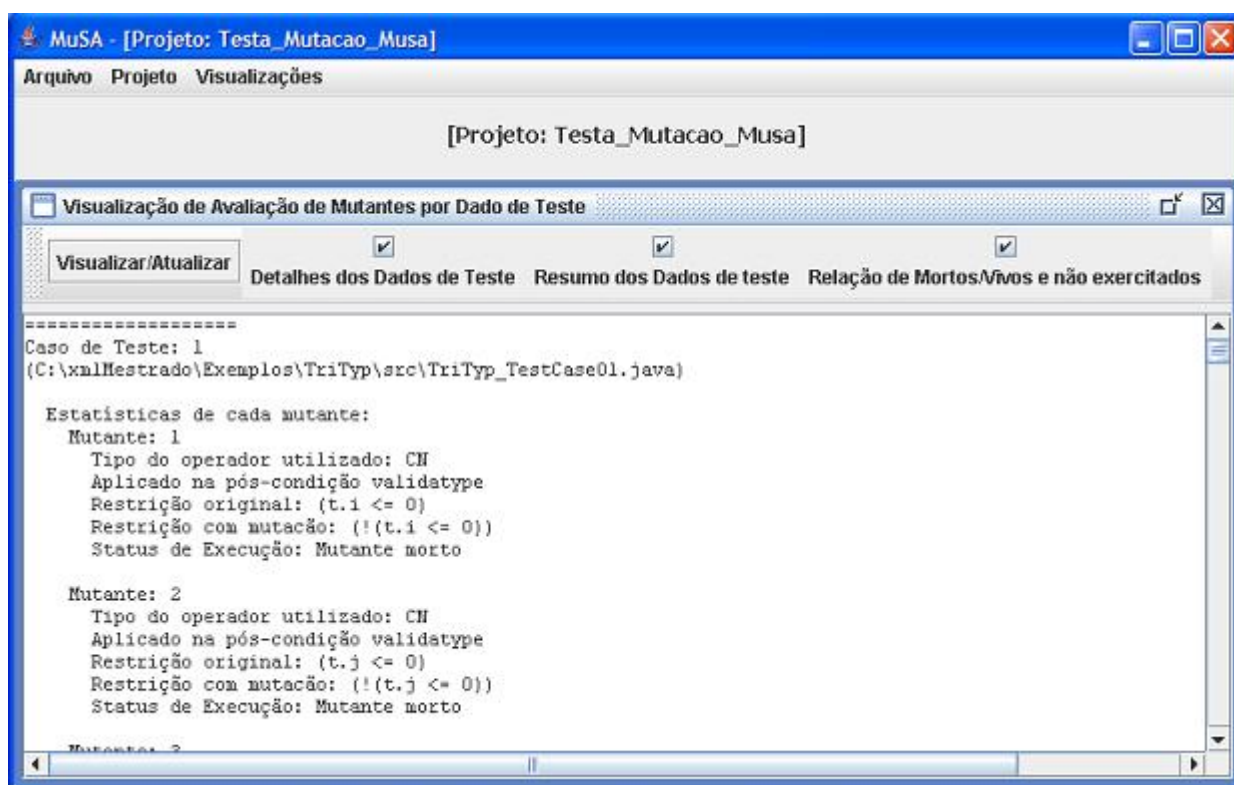 MuSA - [Projeto: Testa_Mutacao_Musa]
Arquivo Projeto Visualizações
[Projeto: Testa_Mutacao_Musa]
Visualização de Avaliação de Mutantes por Dado de Teste
Visualizar/Atualizar
Detalhes dos Dados de Teste Resumo dos Dados de teste Relação de Mortos/Vivos e não exercitados
===================
Caso de Teste: 1
(C:\xmlMestrado\Exemplos\TriTyp\src\TriTyp_TestCase01.java)
Estatísticas de cada mutante:
Mutante: 1
Tipo do operador utilizado: CN
Aplicado na pós-condição validatype
Restrição original: (t.i <= 0)
Restrição com mutacão: (!(t.i <= 0))
Status de Execução: Mutante morto
Mutante: 2
Tipo do operador utilizado: CN
Aplicado na pós-condição validatype
Restrição original: (t.j <= 0)
Restrição com mutacão: (!(t.j <= 0))
Status de Execução: Mutante morto
Mutante: 3